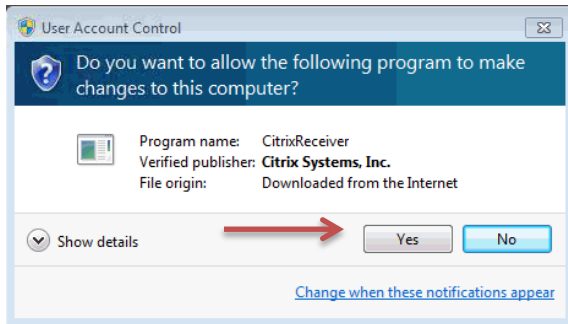 User Account Control
Do you want to allow the following program to make
changes to this computer?
Program name: CitrixReceiver
Verified publisher: Citrix Systems, Inc.
File origin: Downloaded from the Internet
Show details
Yes
No
Change when these notifications appear